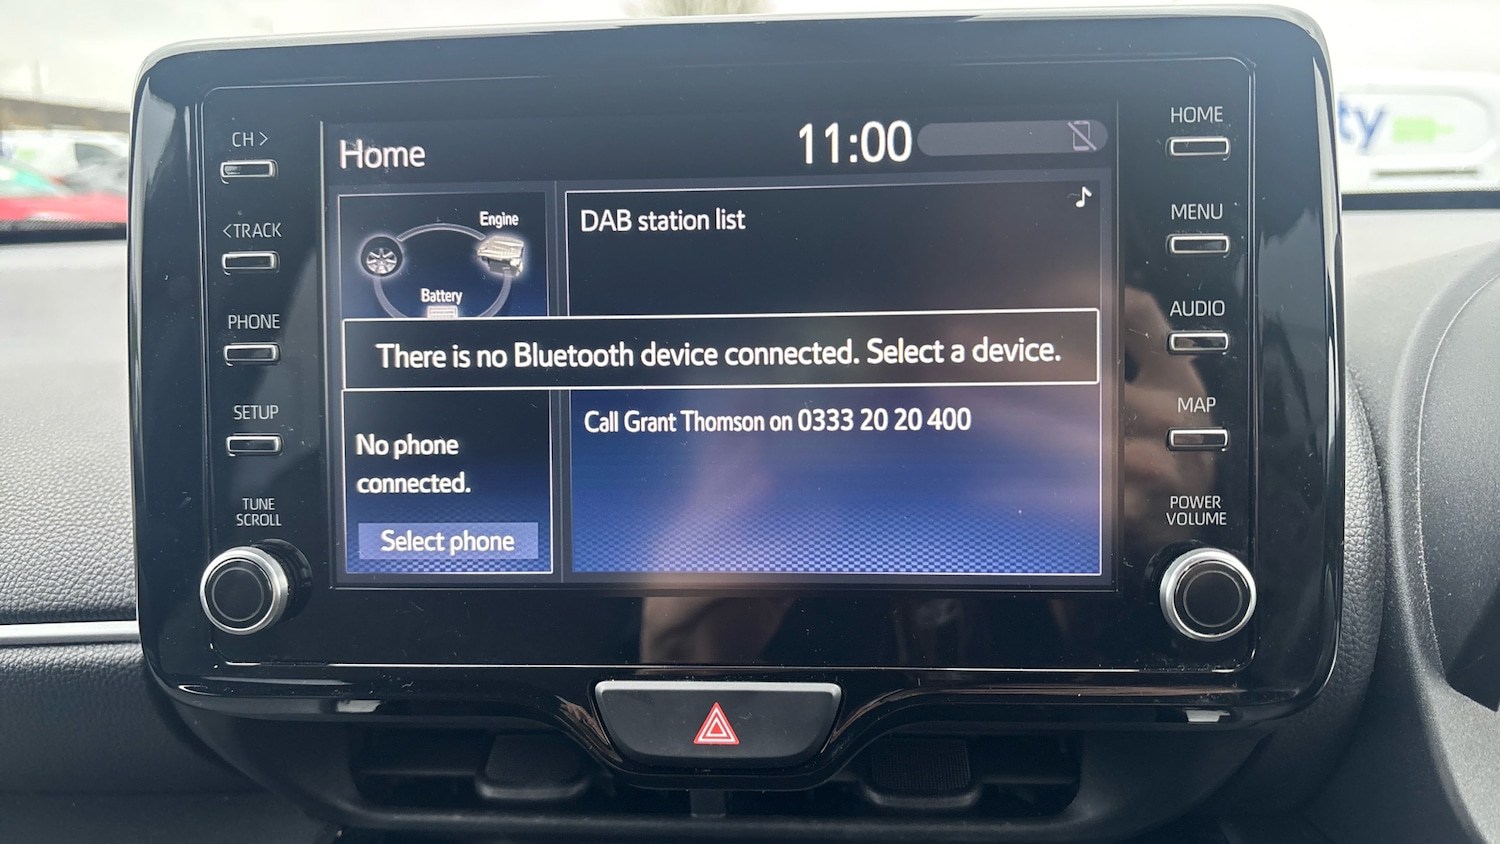 CH >
<TRACK
PHONE
SETUP
TUNE
SCROLL
Home
11:00
Engine
Battery
DAB station list
There is no Bluetooth device connected. Select a device.
Call Grant Thomson on 0333 20 20 400
No phone
connected.
Select phone
HOME
MENU
AUDIO
MAP
POWER
VOLUME
ty